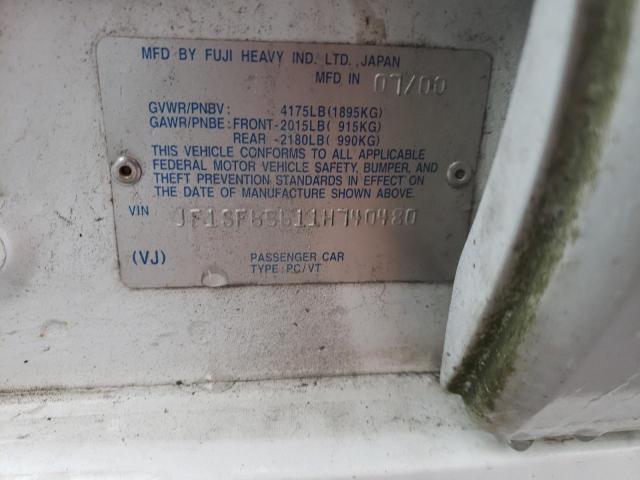 MFD BY FUJI HEAVY IND. LTD. JAPAN
MFD IN 07/00
GVWR/PNBV: 4175LB(1895KG)
GAWR/PNBE: FRONT-2015LB( 915KG)
REAR -2180LB( 990KG)
THIS VEHICLE CONFORMS TO ALL APPLICABLE
FEDERAL MOTOR VEHICLE SAFETY, BUMPER, AND
THEFT PREVENTION STANDARDS IN EFFECT ON
THE DATE OF MANUFACTURE SHOWN ABOVE.
VIN JF1SF65611H740480
(VJ) PASSENGER CAR
TYPE:PC/VT